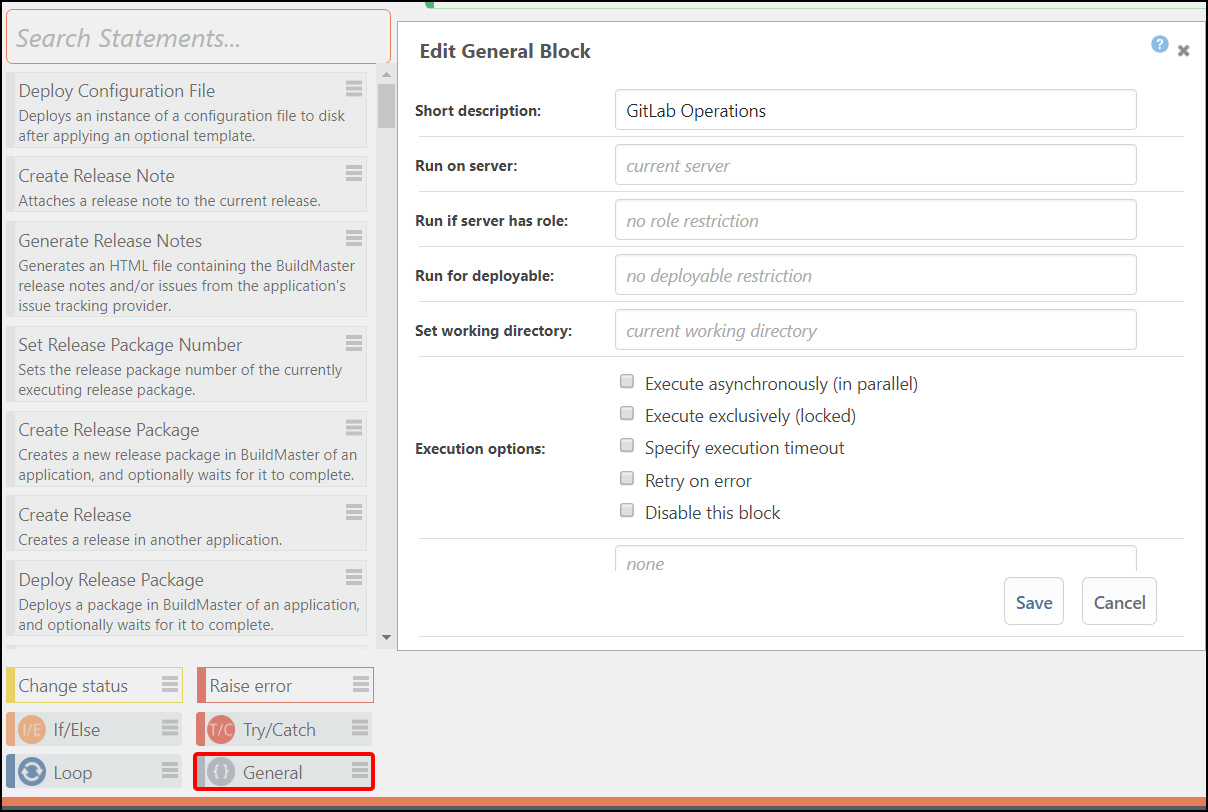 Search Statements...
Deploy Configuration File
Deploys an instance of a configuration file to disk
after applying an optional template.
Create Release Note
Attaches a release note to the current release.
Generate Release Notes
Generates an HTML file containing the BuildMaster
release notes and/or issues from the application's
issue tracking provider.
Set Release Package Number
Sets the release package number of the currently
executing release package.
Create Release Package
Creates a new release package in BuildMaster of an
application, and optionally waits for it to complete.
Create Release
Creates a release in another application.
Deploy Release Package
Deploys a package in BuildMaster of an application,
and optionally waits for it to complete.
Change status
Raise error
I/E If/Else
T/C Try/Catch
Loop
{} General
Edit General Block
?
Short description: GitLab Operations
Run on server: current server
Run if server has role: no role restriction
Run for deployable: no deployable restriction
Set working directory: current working directory
Execution options:
Execute asynchronously (in parallel)
Execute exclusively (locked)
Specify execution timeout
Retry on error
Disable this block
none
Save
Cancel